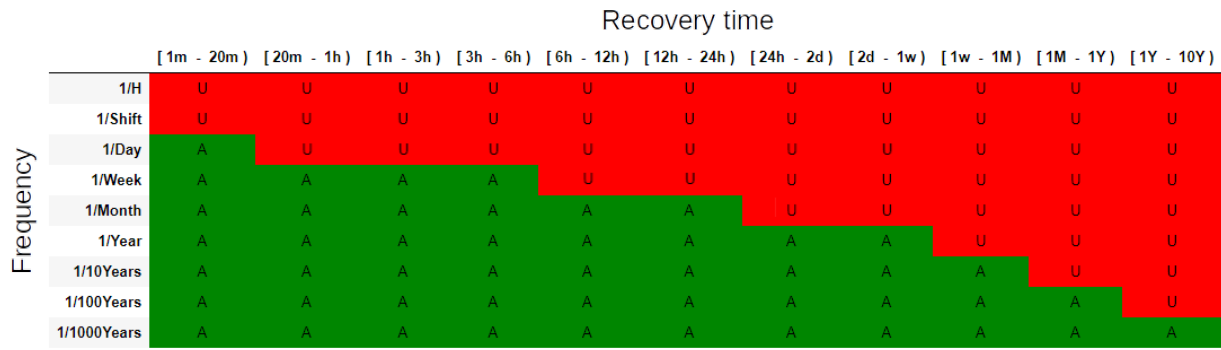 Recovery time
[ 1m - 20m ) [ 20m - 1h ) [ 1h - 3h ) [ 3h - 6h ) [ 6h - 12h ) [ 12h - 24h ) [ 24h - 2d ) [ 2d - 1w ) [ 1w - 1M ) [ 1M - 1Y ) [ 1Y - 10Y )
Frequency
1/H U U U U U U U U U U U
1/Shift U U U U U U U U U U U
1/Day A U U U U U U U U U U
1/Week A A A A U U U U U U U
1/Month A A A A A A U U U U U
1/Year A A A A A A A A U U U
1/10Years A A A A A A A A A U U
1/100Years A A A A A A A A A A U
1/1000Years A A A A A A A A A A A